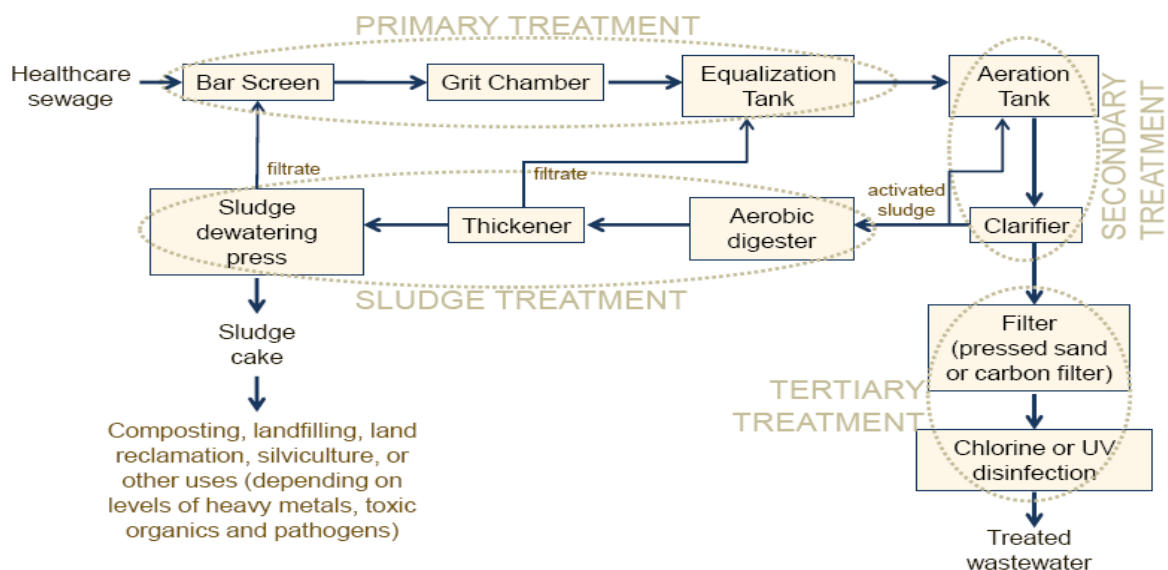 PRIMARY TREATMENT
Healthcare
sewage
Bar Screen
Grit Chamber
Equalization
Tank
Aeration
Tank
SECONDARY
TREATMENT
filtrate
filtrate
activated
sludge
Sludge
dewatering
press
Thickener
Aerobic
digester
Clarifier
SLUDGE TREATMENT
Sludge
cake
Filter
(pressed sand
or carbon filter)
TERTIARY
TREATMENT
Composting, landfilling, land
reclamation, silviculture, or
other uses (depending on
levels of heavy metals, toxic
organics and pathogens)
Chlorine or UV
disinfection
Treated
wastewater